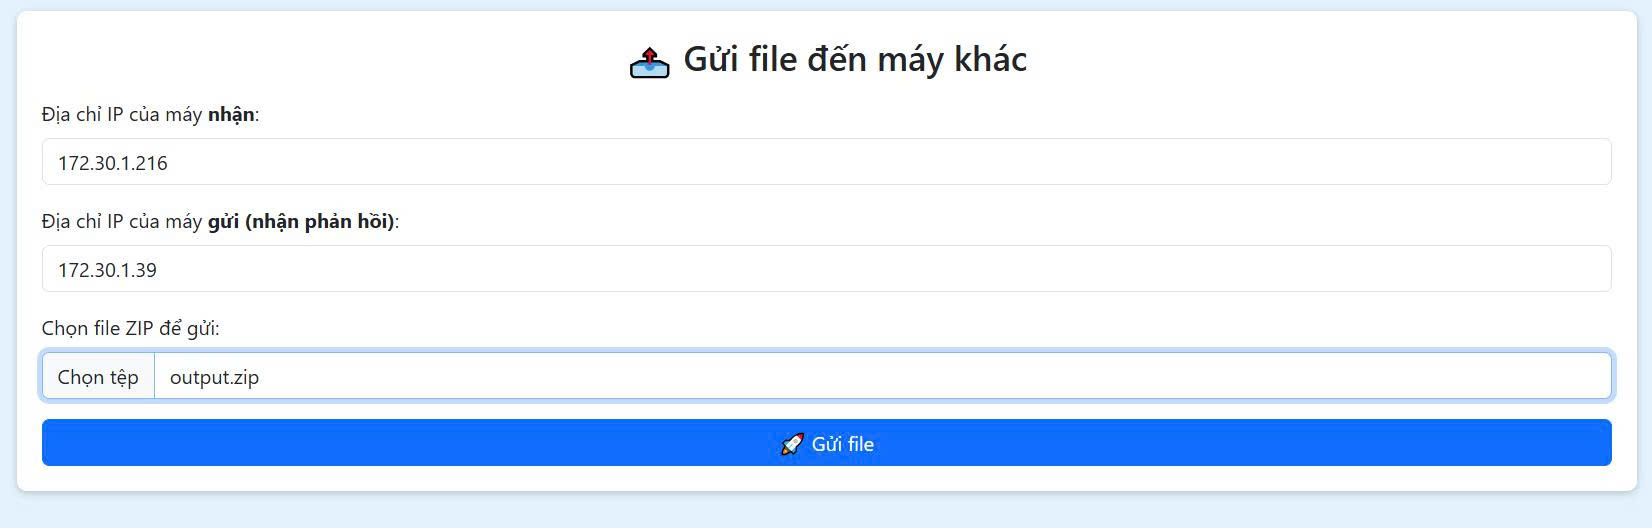 Gửi file đến máy khác
Địa chỉ IP của máy nhận:
172.30.1.216
Địa chỉ IP của máy gửi (nhận phản hồi):
172.30.1.39
Chọn file ZIP để gửi:
Chọn tệp output.zip
Gửi file